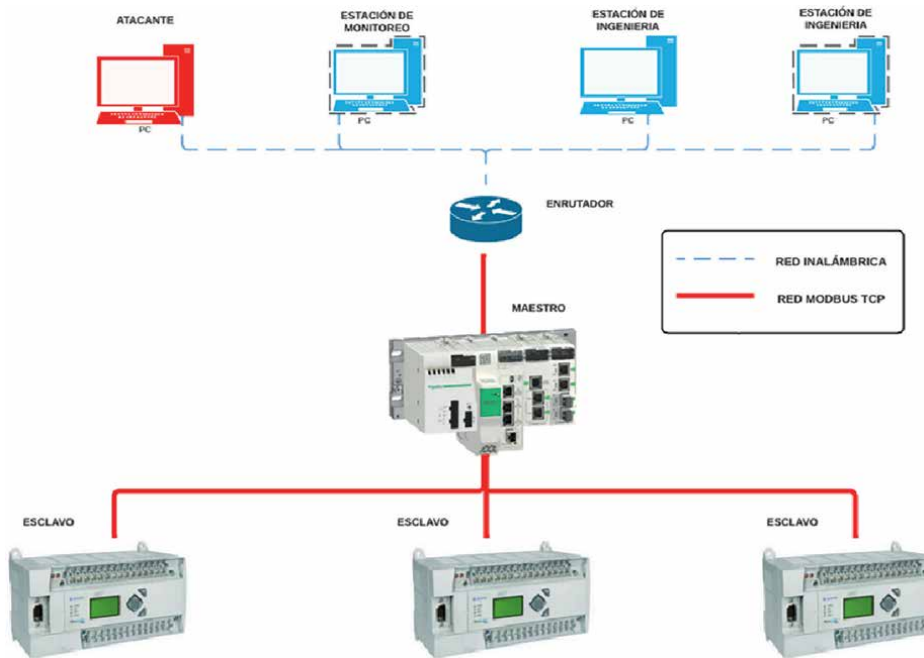 ATACANTE
ESTACIÓN DE
MONITOREO
ESTACIÓN DE
INGENIERIA
ESTACIÓN DE
INGENIERIA
PC
PC
PC
PC
ENRUTADOR
RED INALÁMBRICA
RED MODBUS TCP
MAESTRO
ESCLAVO
ESCLAVO
ESCLAVO